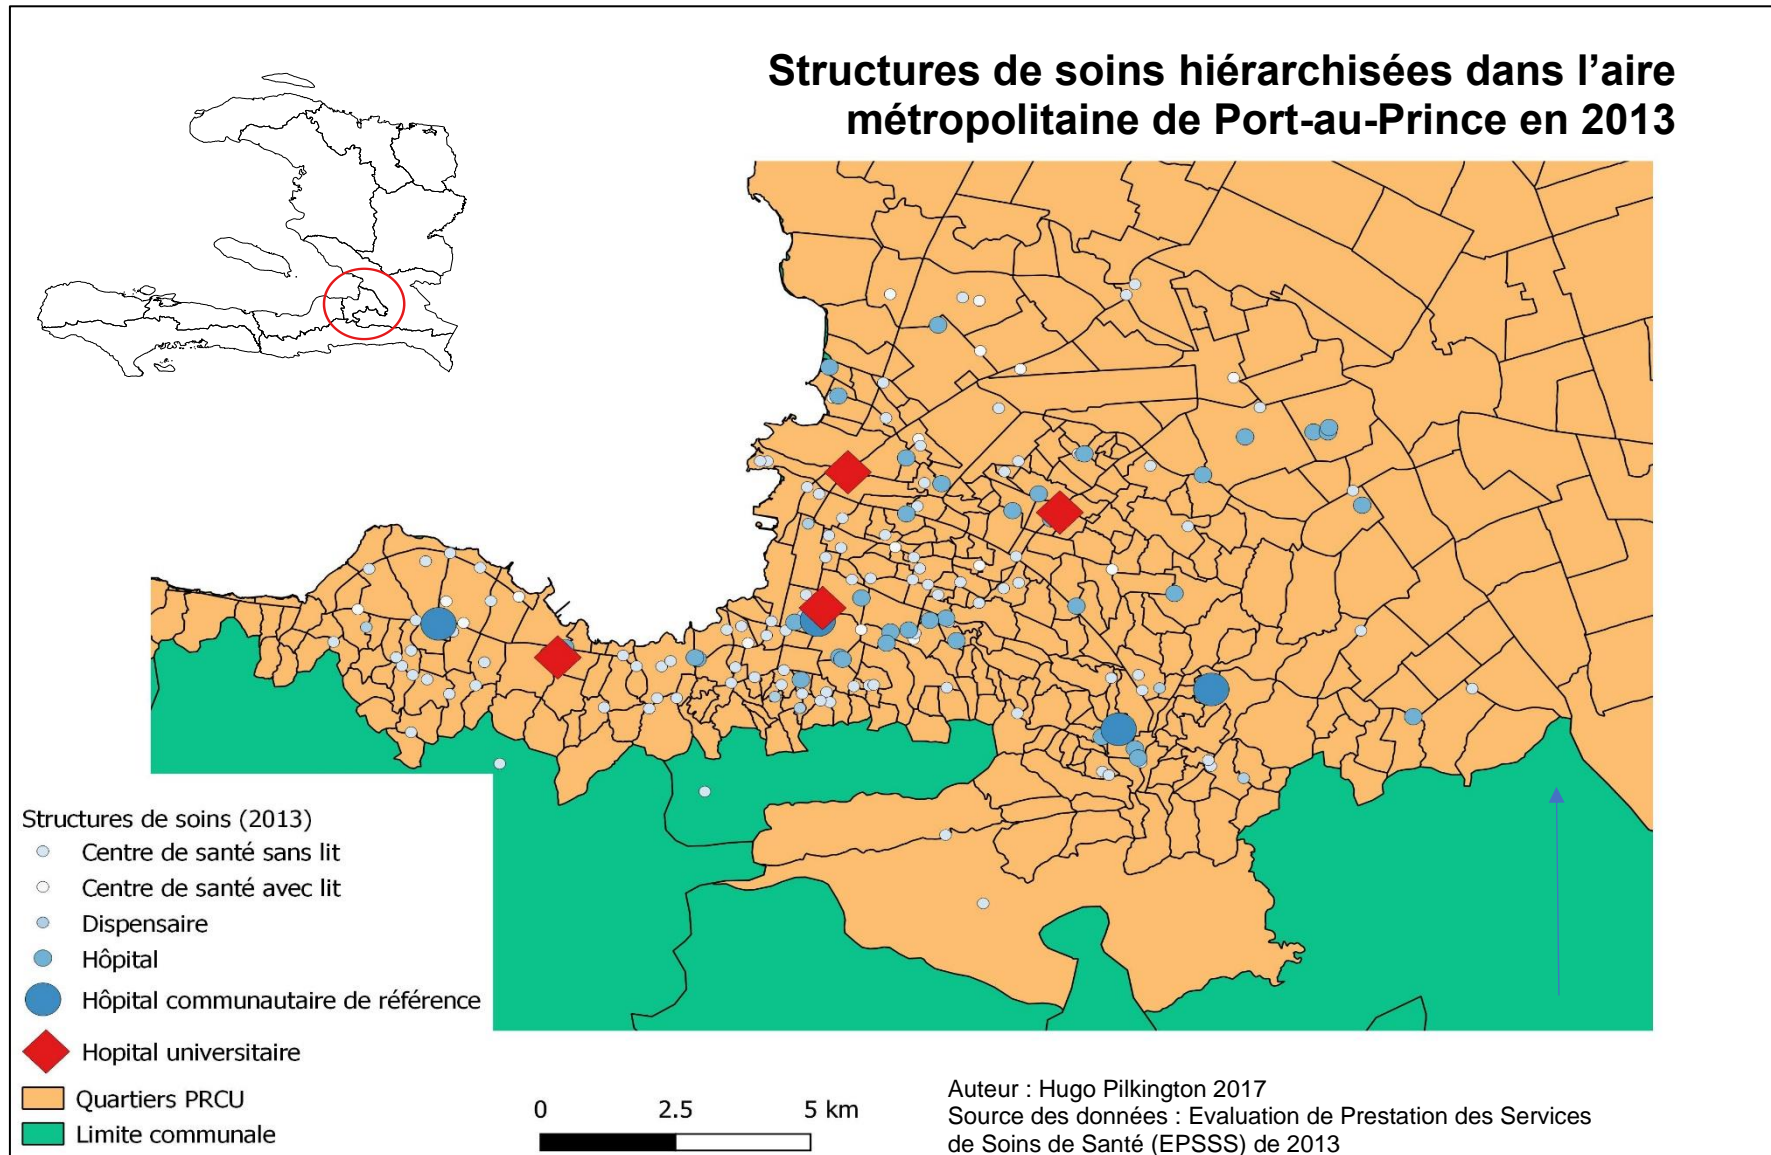 Structures de soins hiérarchisées dans l'aire
métropolitaine de Port-au-Prince en 2013
Structures de soins (2013)
Centre de santé sans lit
Centre de santé avec lit
Dispensaire
Hôpital
Hôpital communautaire de référence
Hopital universitaire
Quartiers PRCU
Limite communale
0 2.5 5 km
Auteur : Hugo Pilkington 2017
Source des données : Evaluation de Prestation des Services
de Soins de Santé (EPSSS) de 2013